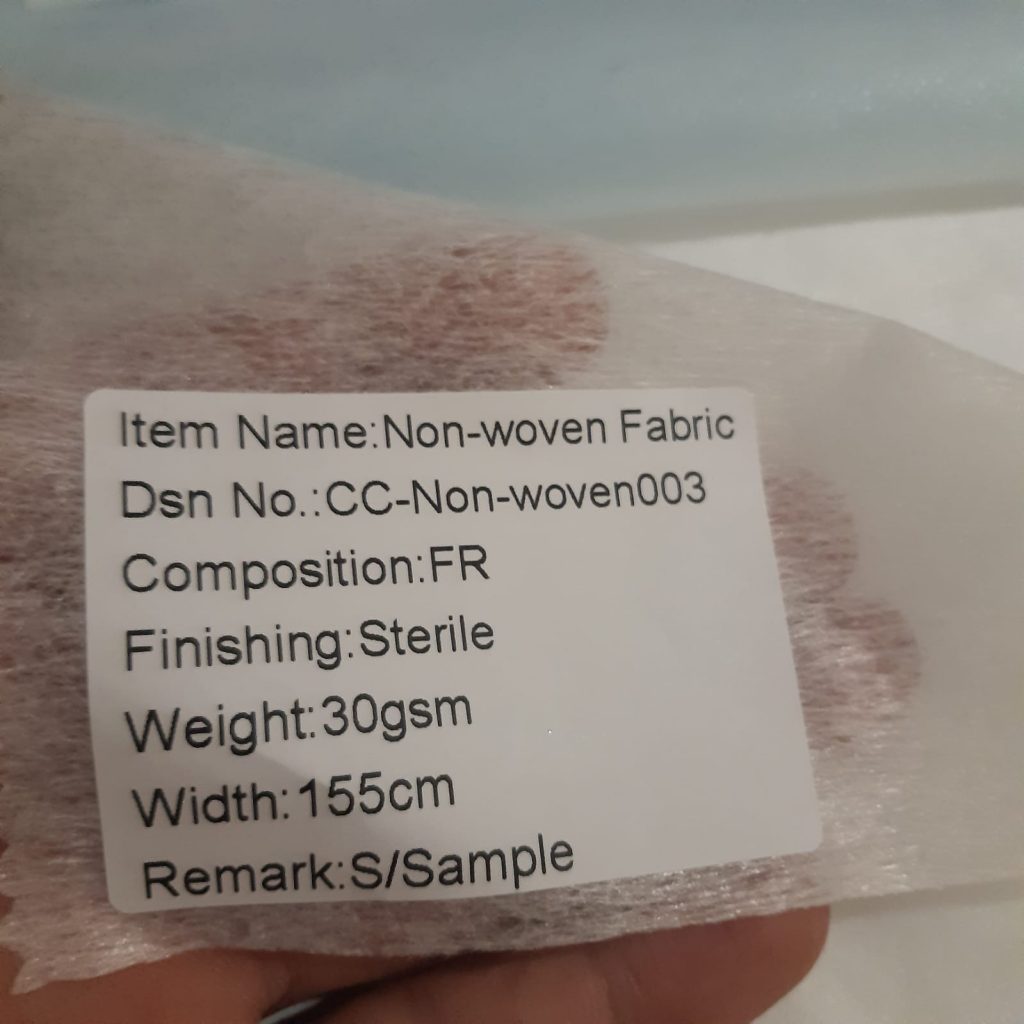 Item Name:Non-woven Fabric
Dsn No.:CC-Non-woven003
Composition:FR
Finishing:Sterile
Weight:30gsm
Width:155cm
Remark:S/Sample